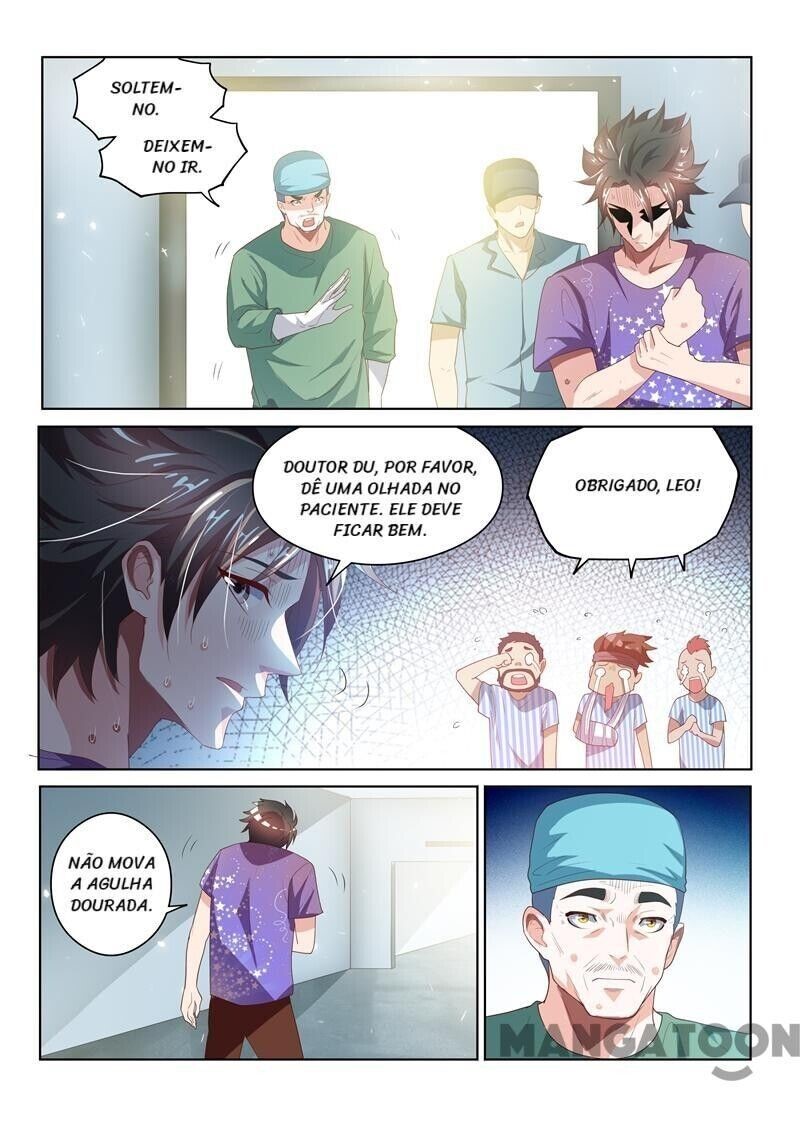 SOLTEM-
NO.
DEIXEM-
NO IR.
DOUTOR DU, POR FAVOR,
DÊ UMA OLHADA NO
PACIENTE. ELE DEVE
FICAR BEM.
OBRIGADO, LEO!
NÃO MOVA
A AGULHA
DOURADA.
MANGATOON